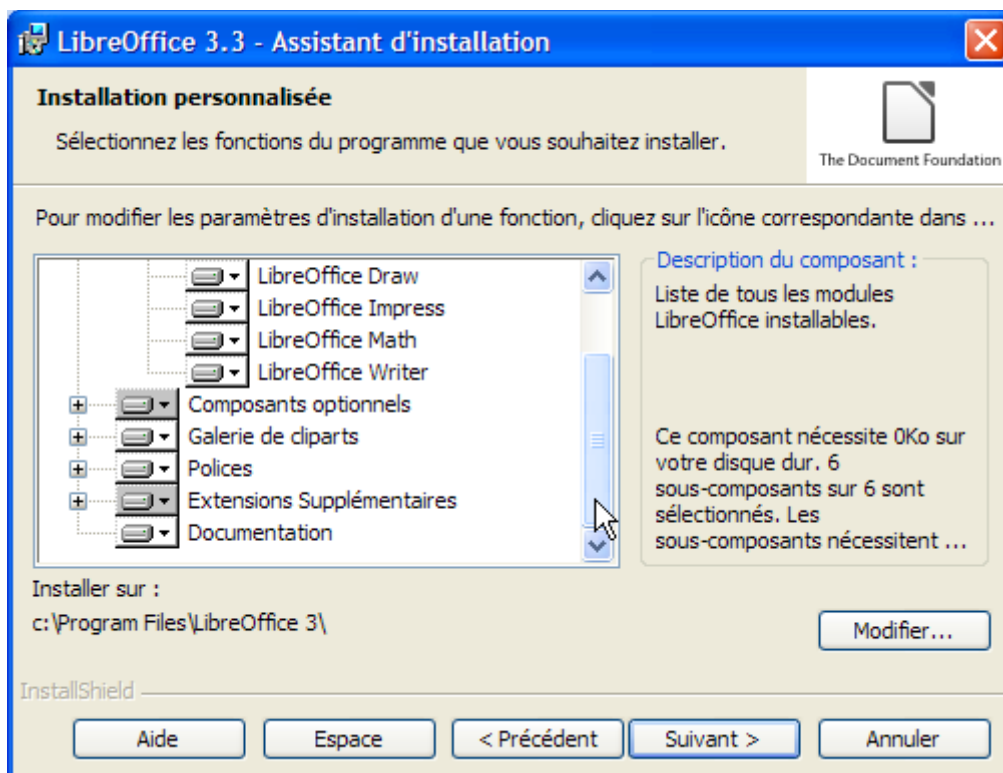 LibreOffice 3.3 - Assistant d'installation
Installation personnalisée
Sélectionnez les fonctions du programme que vous souhaitez installer.
The Document Foundation
Pour modifier les paramètres d'installation d'une fonction, cliquez sur l'icône correspondante dans ...
LibreOffice Draw
LibreOffice Impress
LibreOffice Math
LibreOffice Writer
Composants optionnels
Galerie de cliparts
Polices
Extensions Supplémentaires
Documentation
Description du composant :
Liste de tous les modules
LibreOffice installables.
Ce composant nécessite 0Ko sur
votre disque dur. 6
sous-composants sur 6 sont
sélectionnés. Les
sous-composants nécessitent ...
Installer sur :
c:\Program Files\LibreOffice 3\
Modifier...
InstallShield
Aide
Espace
< Précédent
Suivant >
Annuler